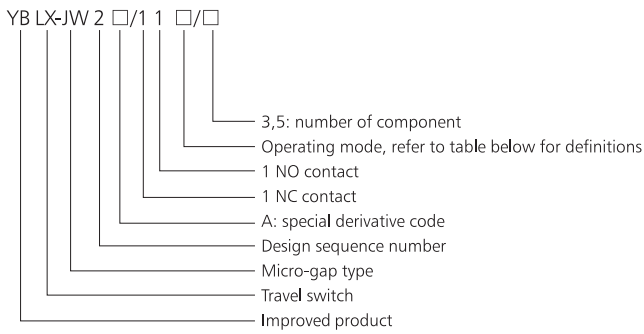 YB LX-JW 2 □/1 1 □/□
3,5: number of component
Operating mode, refer to table below for definitions
1 NO contact
1 NC contact
A: special derivative code
Design sequence number
Micro-gap type
Travel switch
Improved product